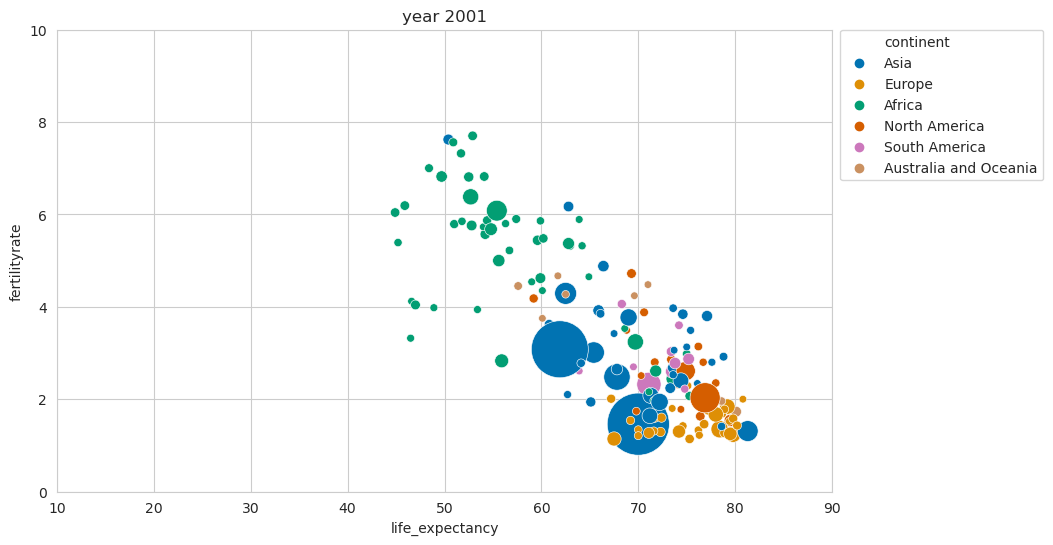 year 2001
continent
Asia
Europe
Africa
North America
South America
Australia and Oceania
10
8
6
4
2
0
fertilityrate
10 20 30 40 50 60 70 80 90
life_expectancy